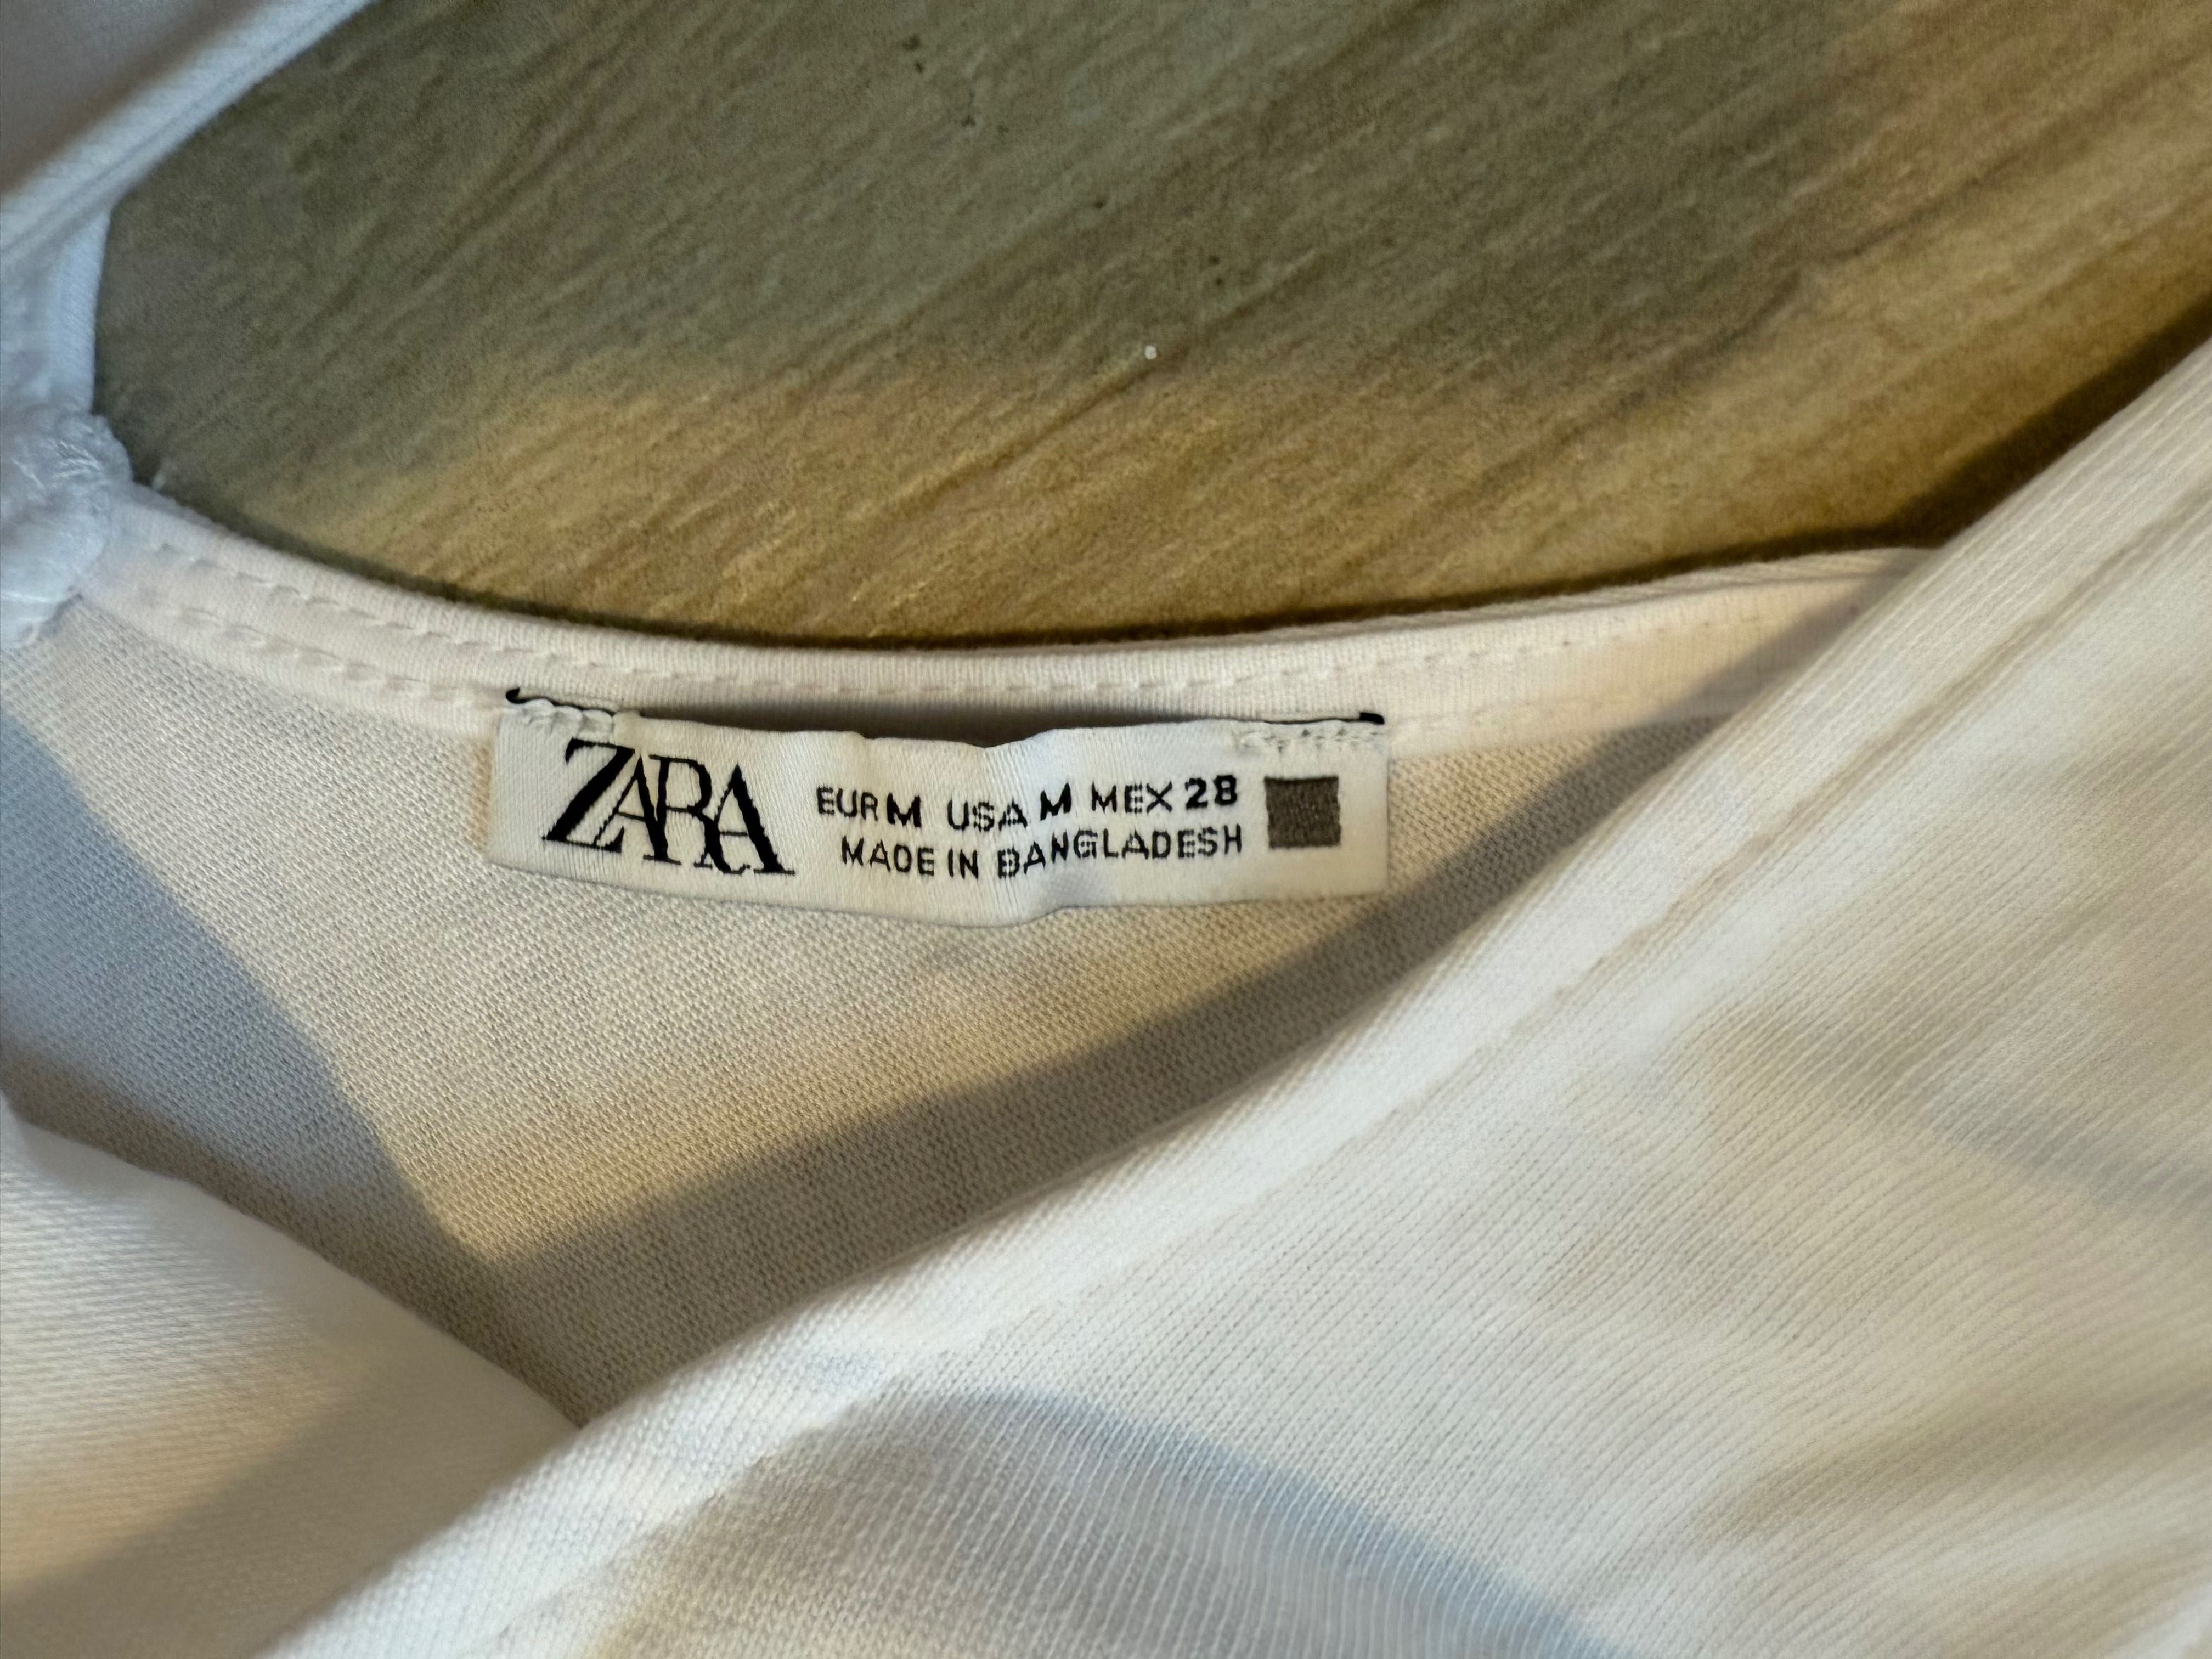 ZARA
EUR M USA M MEX 28
MADE IN BANGLADESH